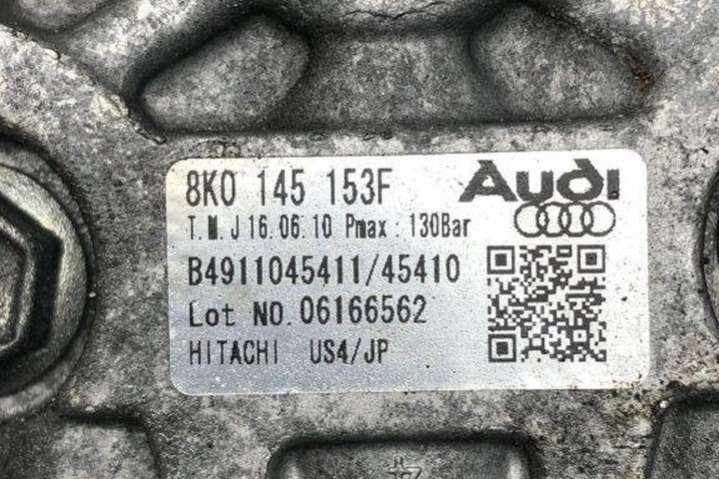 8K0 145 153F Audi
T.M.J 16.06.10 Pmax : 130Bar
B4911045411/45410
Lot NO. 06166562
HITACHI US4/JP